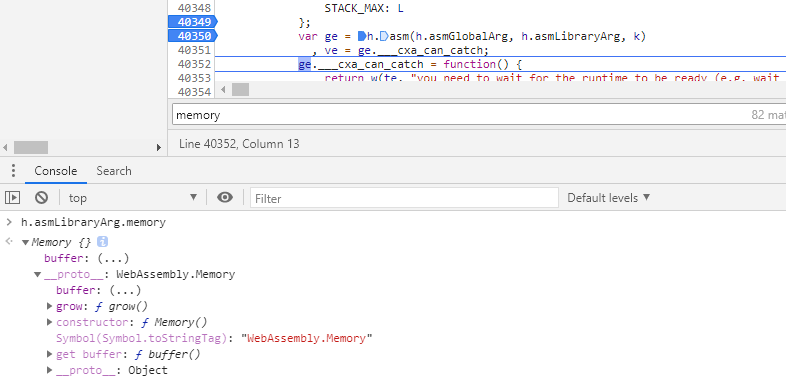 40348 STACK_MAX: L
40349 };
40350 var ge = h.asm(h.asmGlobalArg, h.asmLibraryArg, k)
40351 , ve = ge.___cxa_can_catch;
40352 ge.___cxa_can_catch = function() {
40353 return w(te, "you need to wait for the runtime to be ready (e.g. wait
40354
memory 82 mat
Line 40352, Column 13
Console Search
top Filter Default levels ▼
> h.asmLibraryArg.memory
Memory {} i
buffer: (...)
__proto__: WebAssembly.Memory
buffer: (...)
grow: ƒ grow()
constructor: ƒ Memory()
Symbol(Symbol.toStringTag): "WebAssembly.Memory"
get buffer: ƒ buffer()
__proto__: Object